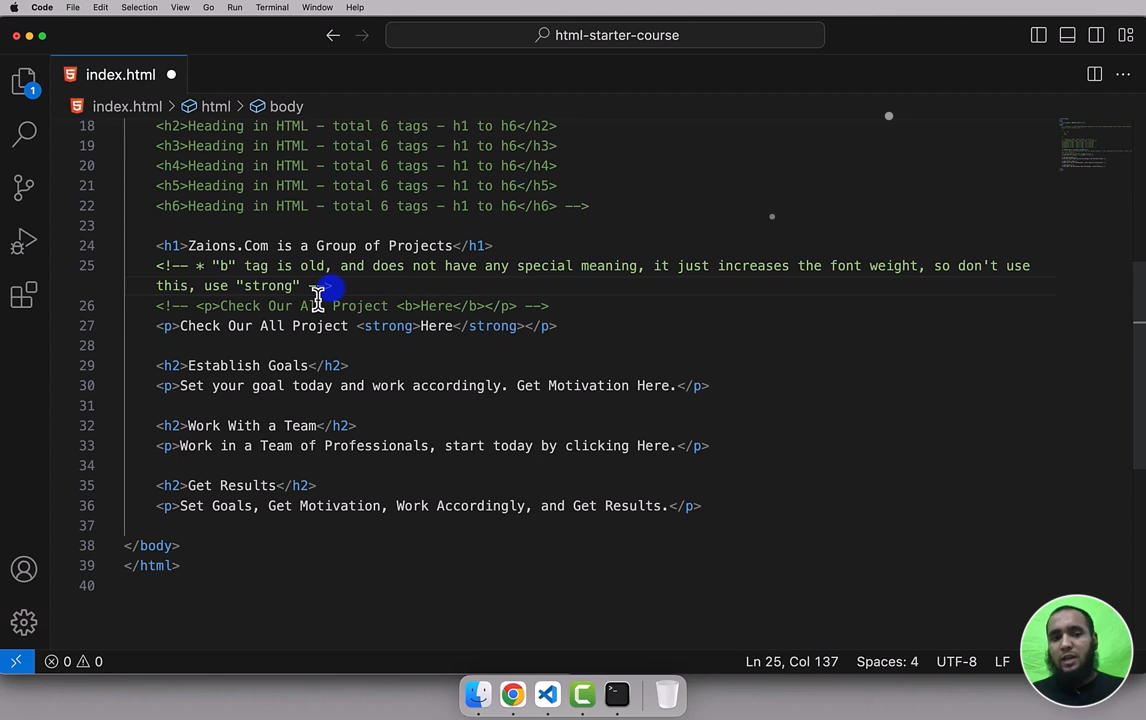 Code File Edit Selection View Go Run Terminal Window Help
html-starter-course
1
index.html
index.html > html > body
18 <h2>Heading in HTML - total 6 tags - h1 to h6</h2>
19 <h3>Heading in HTML - total 6 tags - h1 to h6</h3>
20 <h4>Heading in HTML - total 6 tags - h1 to h6</h4>
21 <h5>Heading in HTML - total 6 tags - h1 to h6</h5>
22 <h6>Heading in HTML - total 6 tags - h1 to h6</h6> -->
23
24 <h1>Zaions.Com is a Group of Projects</h1>
25 <!-- * "b" tag is old, and does not have any special meaning, it just increases the font weight, so don't use
this, use "strong" -->
26 <!-- <p>Check Our All Project <b>Here</b></p> -->
27 <p>Check Our All Project <strong>Here</strong></p>
28
29 <h2>Establish Goals</h2>
30 <p>Set your goal today and work accordingly. Get Motivation Here.</p>
31
32 <h2>Work With a Team</h2>
33 <p>Work in a Team of Professionals, start today by clicking Here.</p>
34
35 <h2>Get Results</h2>
36 <p>Set Goals, Get Motivation, Work Accordingly, and Get Results.</p>
37
38 </body>
39 </html>
40
0 0 Ln 25, Col 137 Spaces: 4 UTF-8 LF